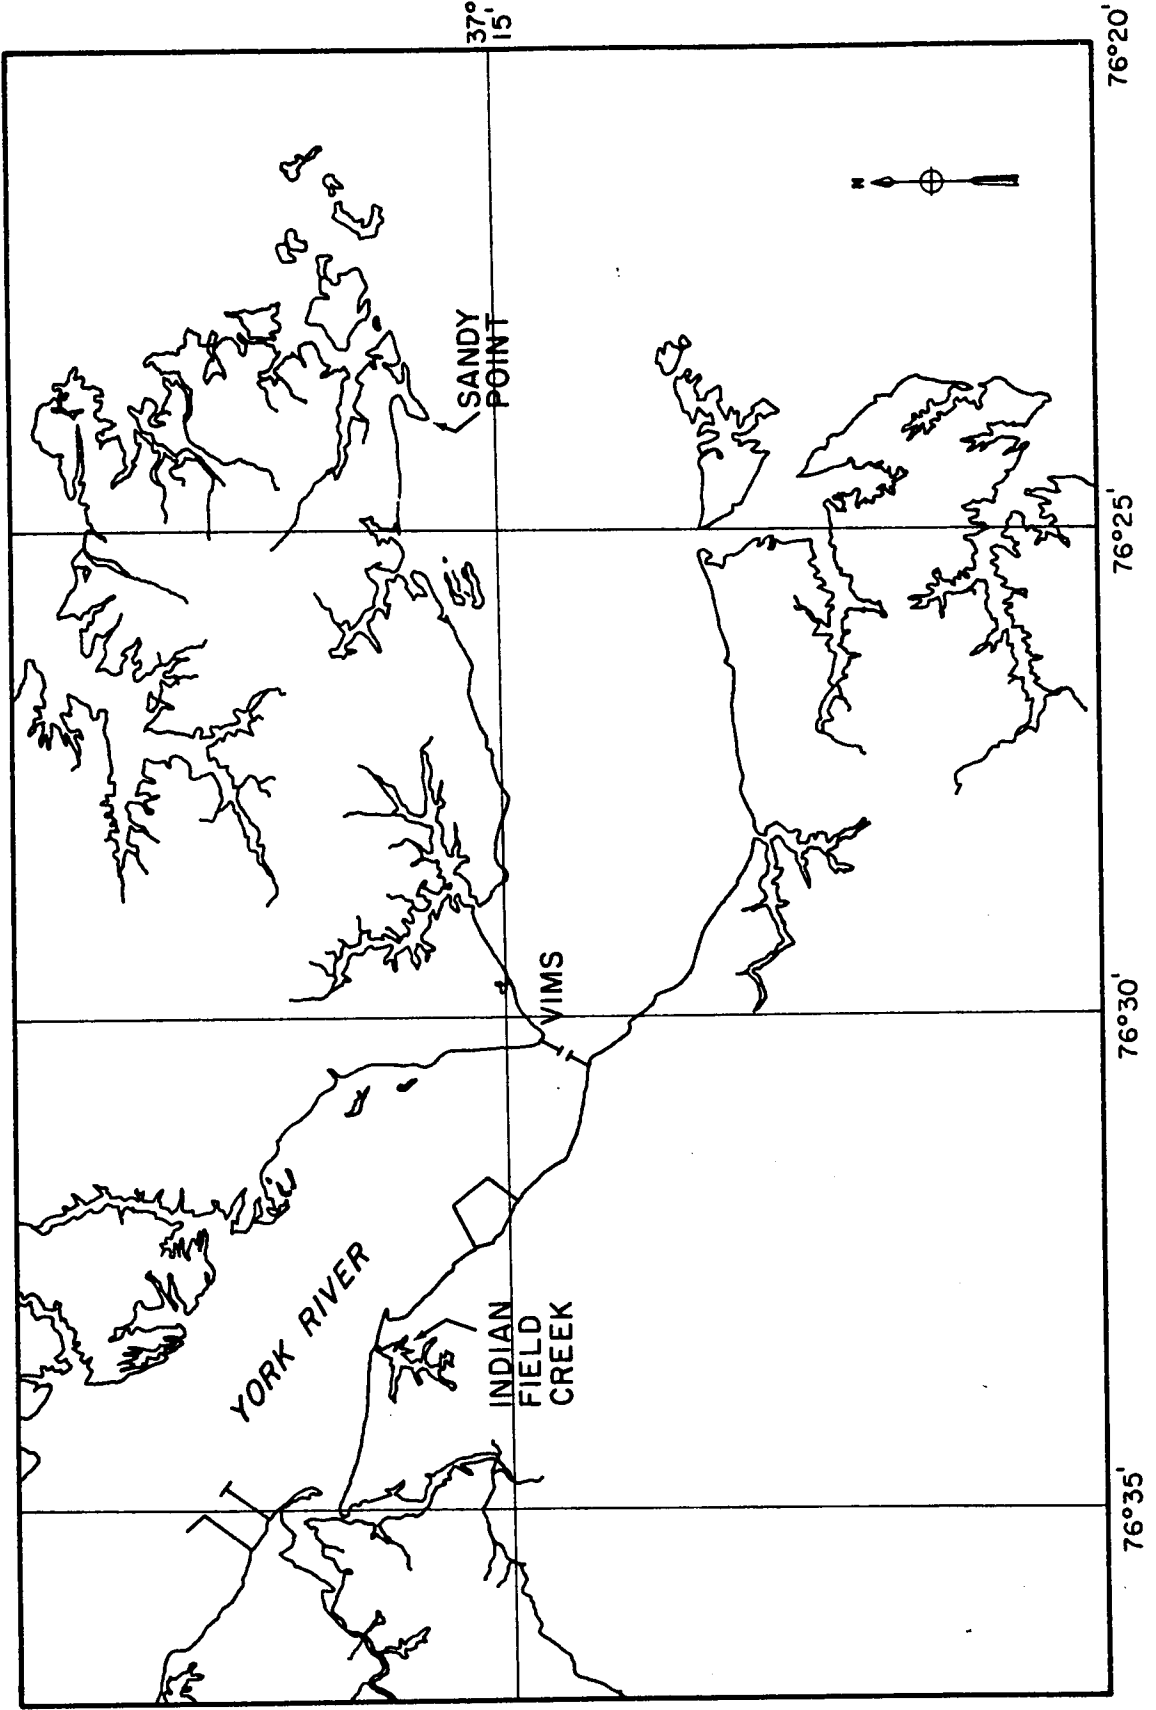 37°
15'
76°20'
N
SANDY
POINT
76°25'
VIMS
76°30'
YORK RIVER
INDIAN
FIELD
CREEK
76°35'